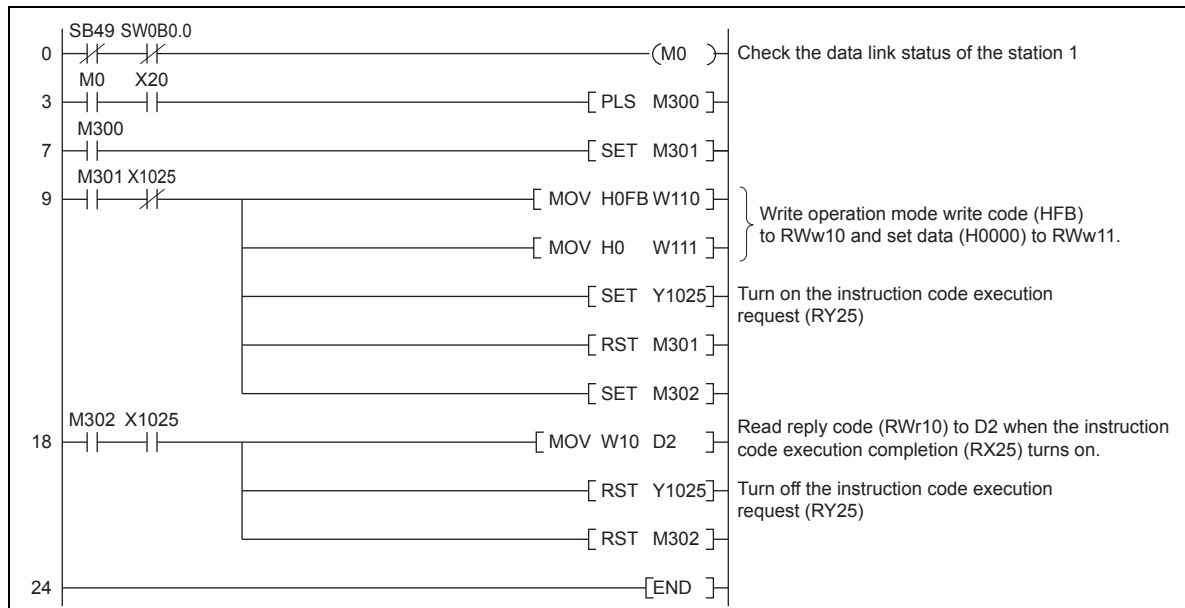 SB49 SW0B0.0
0 (M0 ) Check the data link status of the station 1
M0 X20
3 [ PLS M300 ]
M300
7 [ SET M301 ]
M301 X1025
9 [ MOV H0FB W110 ]
Write operation mode write code (HFB)
to RWw10 and set data (H0000) to RWw11.
[ MOV H0 W111 ]
[ SET Y1025 ] Turn on the instruction code execution
request (RY25)
[ RST M301 ]
[ SET M302 ]
M302 X1025
18 [ MOV W10 D2 ] Read reply code (RWr10) to D2 when the instruction
code execution completion (RX25) turns on.
[ RST Y1025 ] Turn off the instruction code execution
request (RY25)
[ RST M302 ]
24 [ END ]